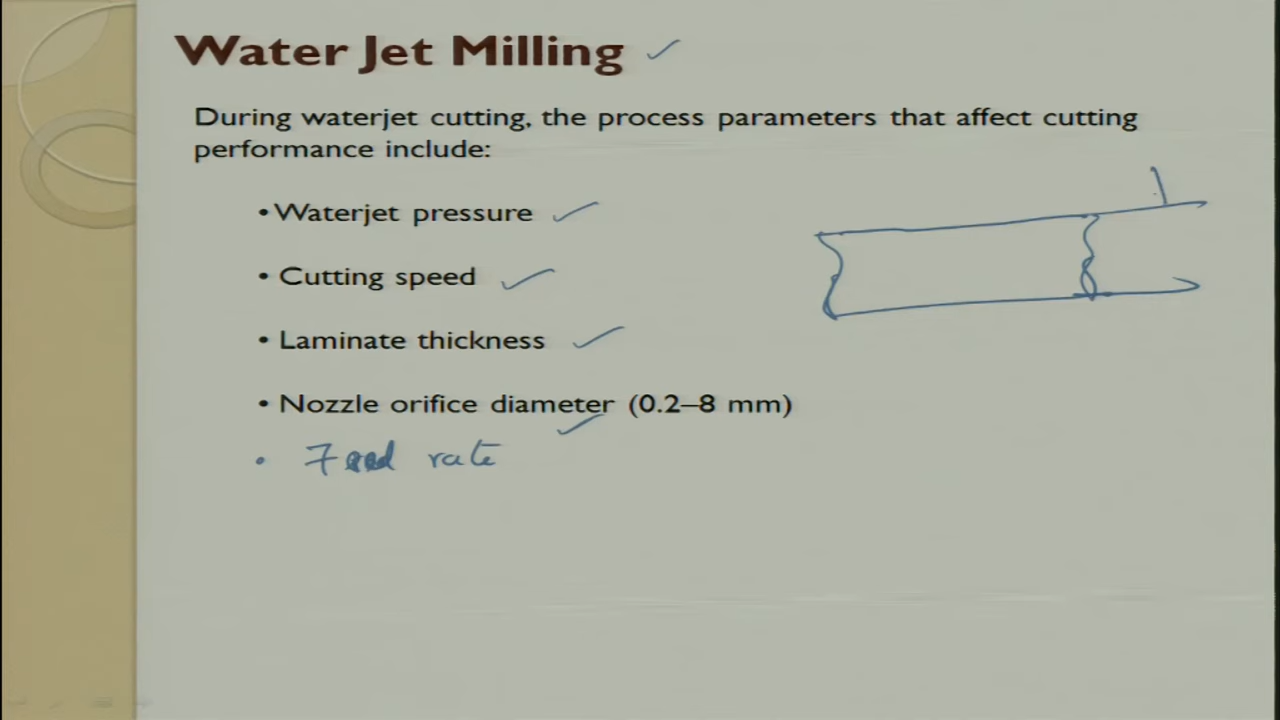 Water Jet Milling
During waterjet cutting, the process parameters that affect cutting
performance include:
• Waterjet pressure
• Cutting speed
• Laminate thickness
• Nozzle orifice diameter (0.2–8 mm)
• Feed rate